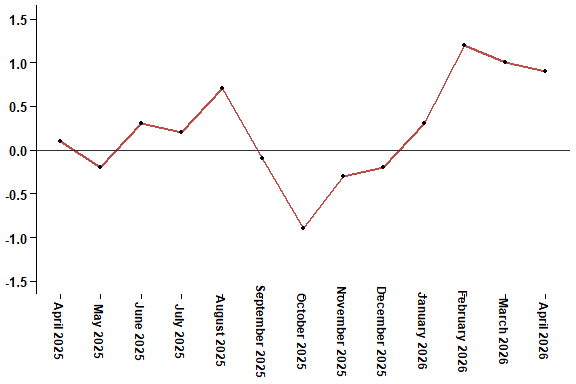 1.5
1.0
0.5
0.0
-0.5
-1.0
-1.5
April 2025
May 2025
June 2025
July 2025
August 2025
September 2025
October 2025
November 2025
December 2025
January 2026
February 2026
March 2026
April 2026